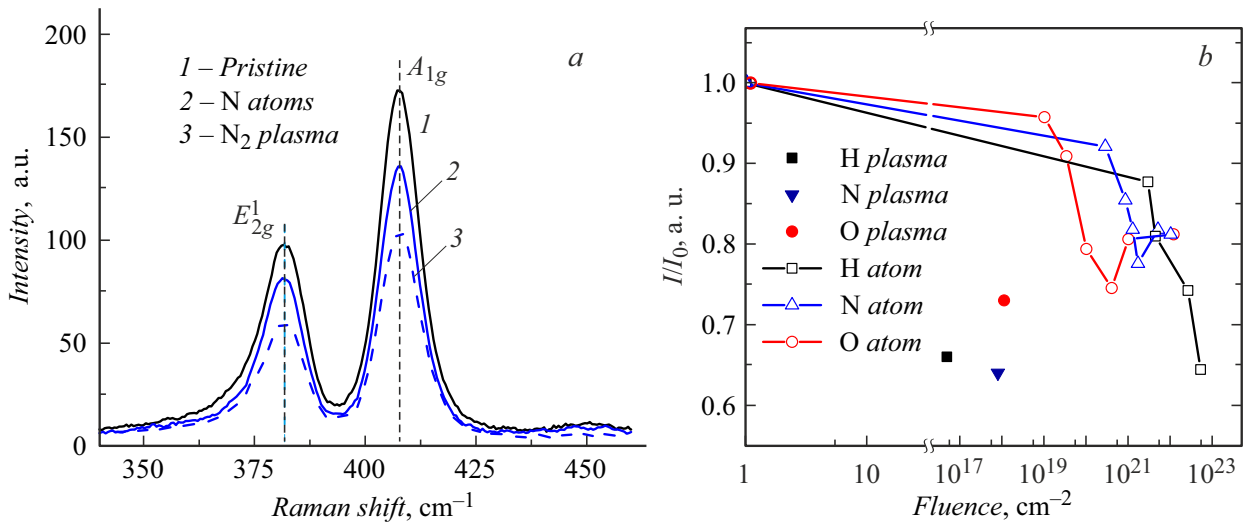 a
1 – Pristine
2 – N atoms
3 – N2 plasma
A1g
E12g
1
2
3
200
150
100
50
0
350
375
400
425
450
Intensity, a.u.
Raman shift, cm–1
b
1.0
0.9
0.8
0.7
0.6
H plasma
N plasma
O plasma
H atom
N atom
O atom
1
10
1017
1019
1021
1023
I/I0, a. u.
Fluence, cm–2